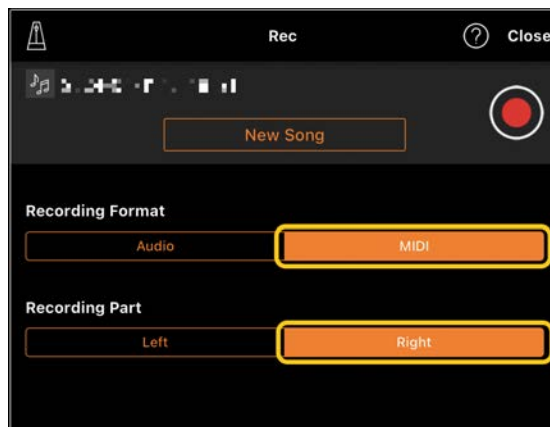 Rec ? Close
New Song
Recording Format
Audio MIDI
Recording Part
Left Right